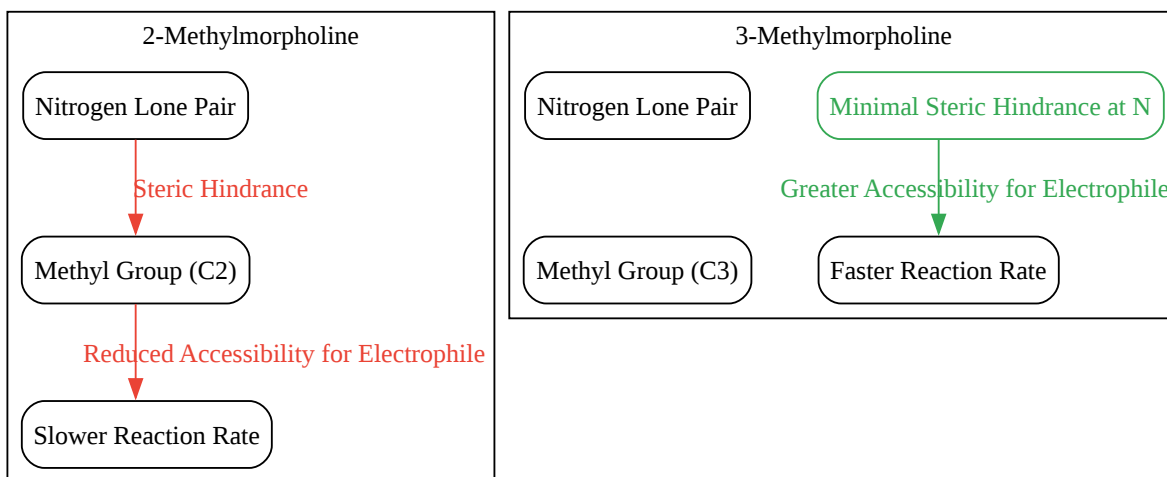 2-Methylmorpholine
Nitrogen Lone Pair
Steric Hindrance
Methyl Group (C2)
Reduced Accessibility for Electrophile
Slower Reaction Rate
3-Methylmorpholine
Nitrogen Lone Pair
Minimal Steric Hindrance at N
Greater Accessibility for Electrophile
Methyl Group (C3)
Faster Reaction Rate